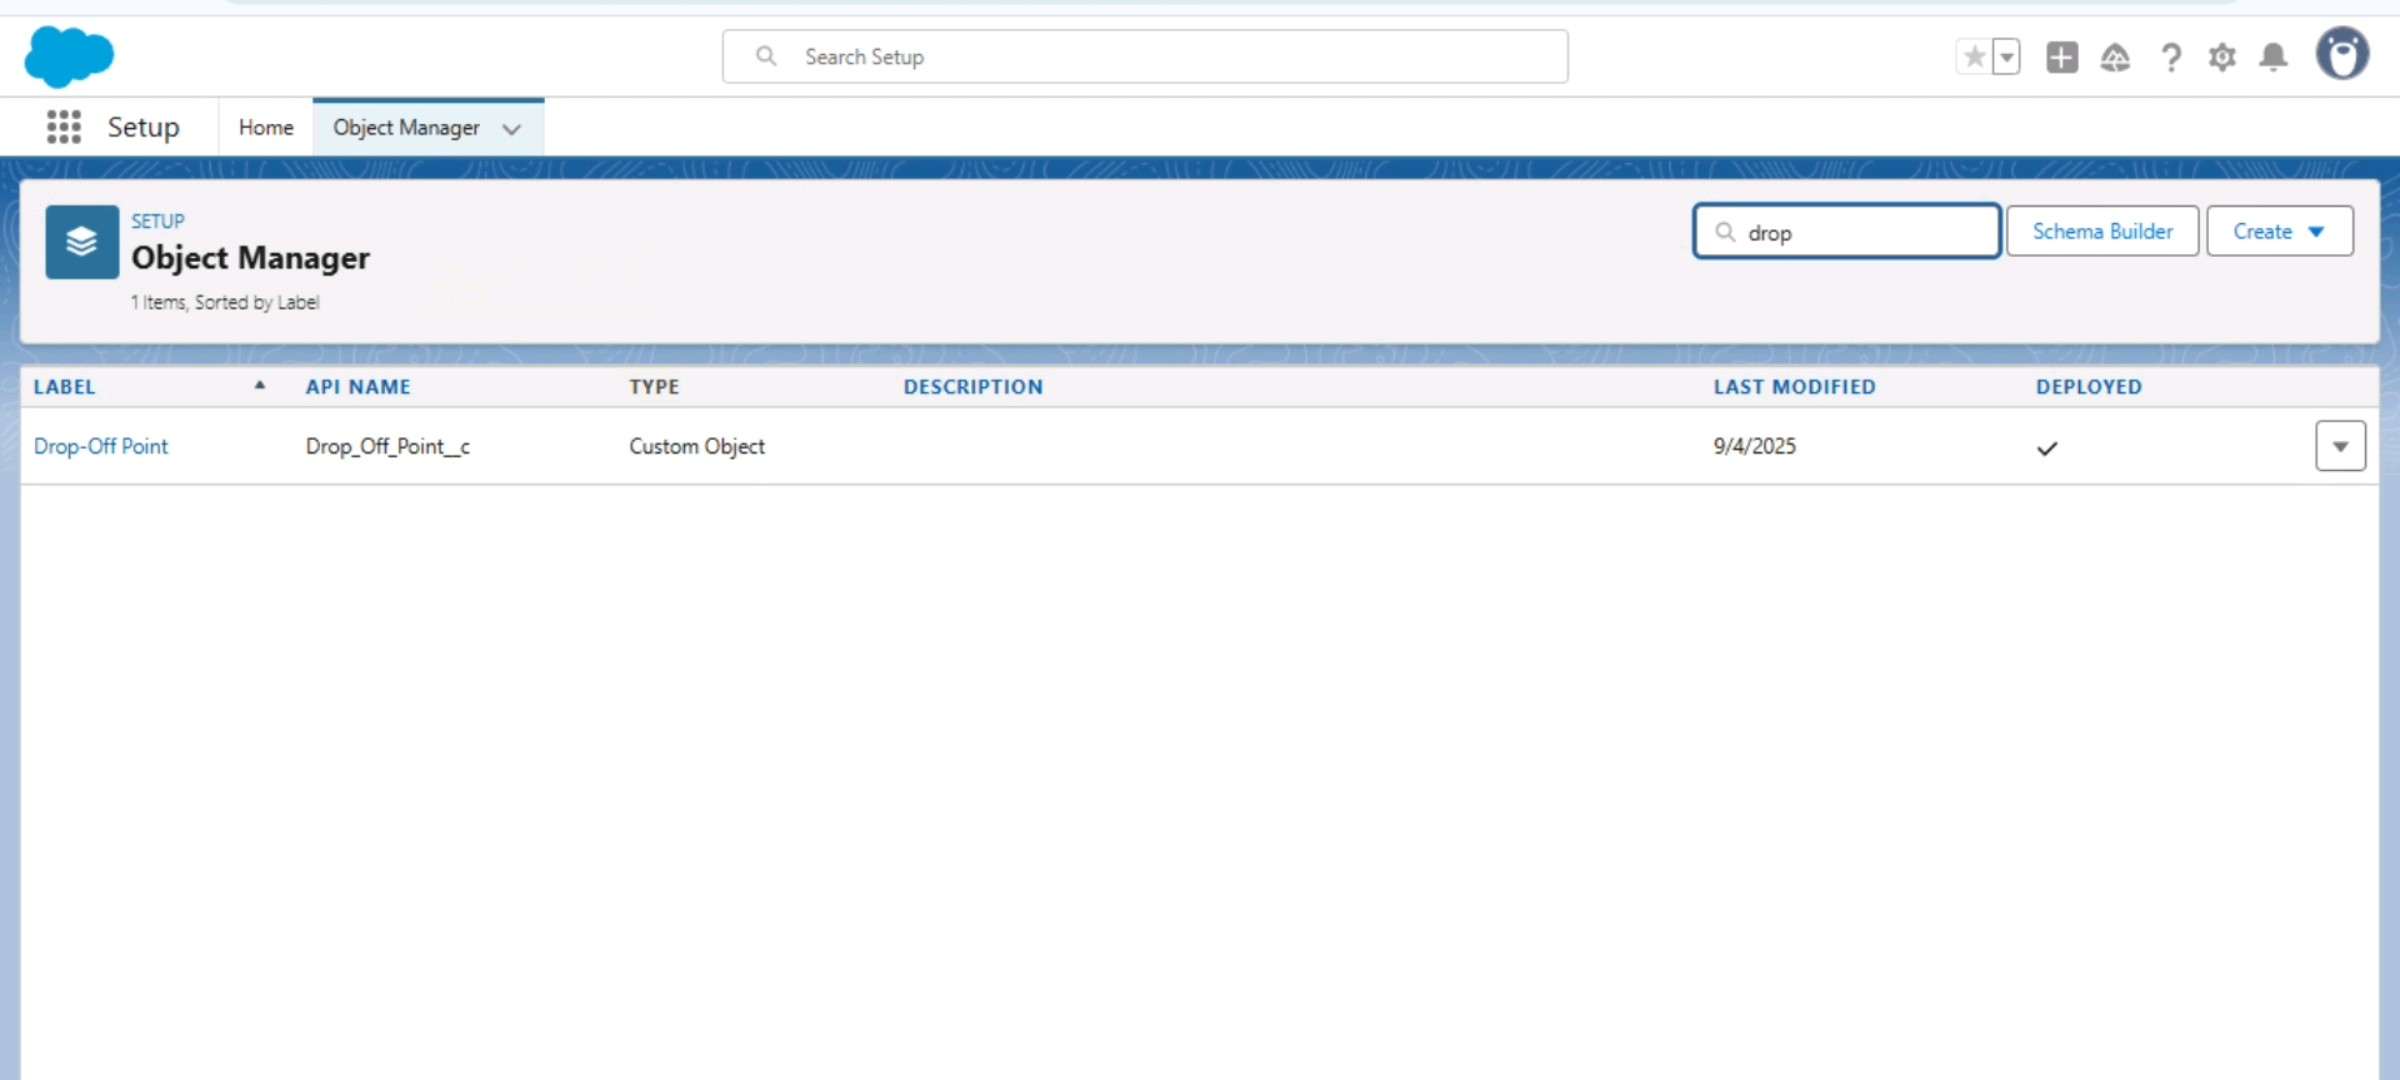 Search Setup
Setup
Home
Object Manager
SETUP
Object Manager
1 Items, Sorted by Label
drop
Schema Builder
Create
LABEL API NAME TYPE DESCRIPTION LAST MODIFIED DEPLOYED
Drop-Off Point Drop_Off_Point__c Custom Object 9/4/2025